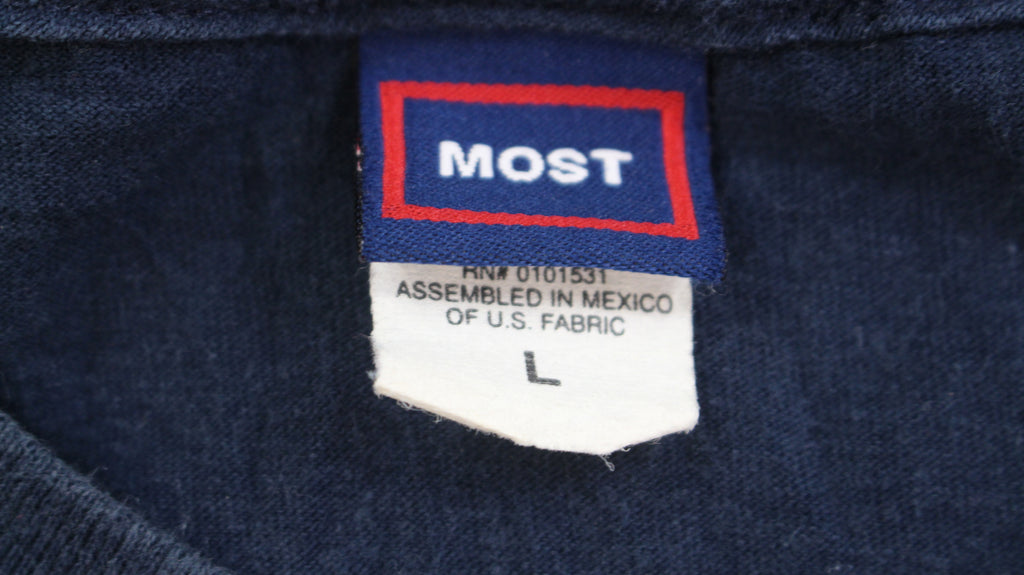 MOST
RN# 0101531
ASSEMBLED IN MEXICO
OF U.S. FABRIC
L